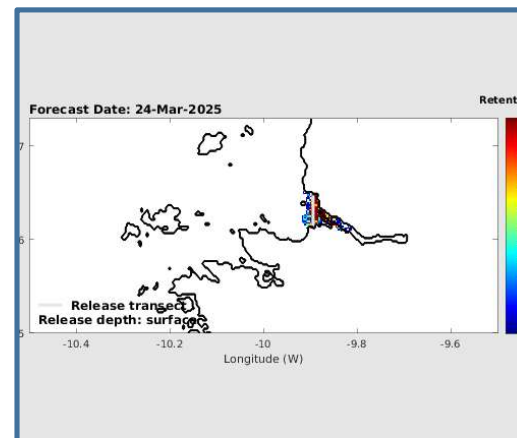 Forecast Date: 24-Mar-2025
Retent
7
6
5
Release transect
Release depth: surface
-10.4 -10.2 -10 -9.8 -9.6
Longitude (W)